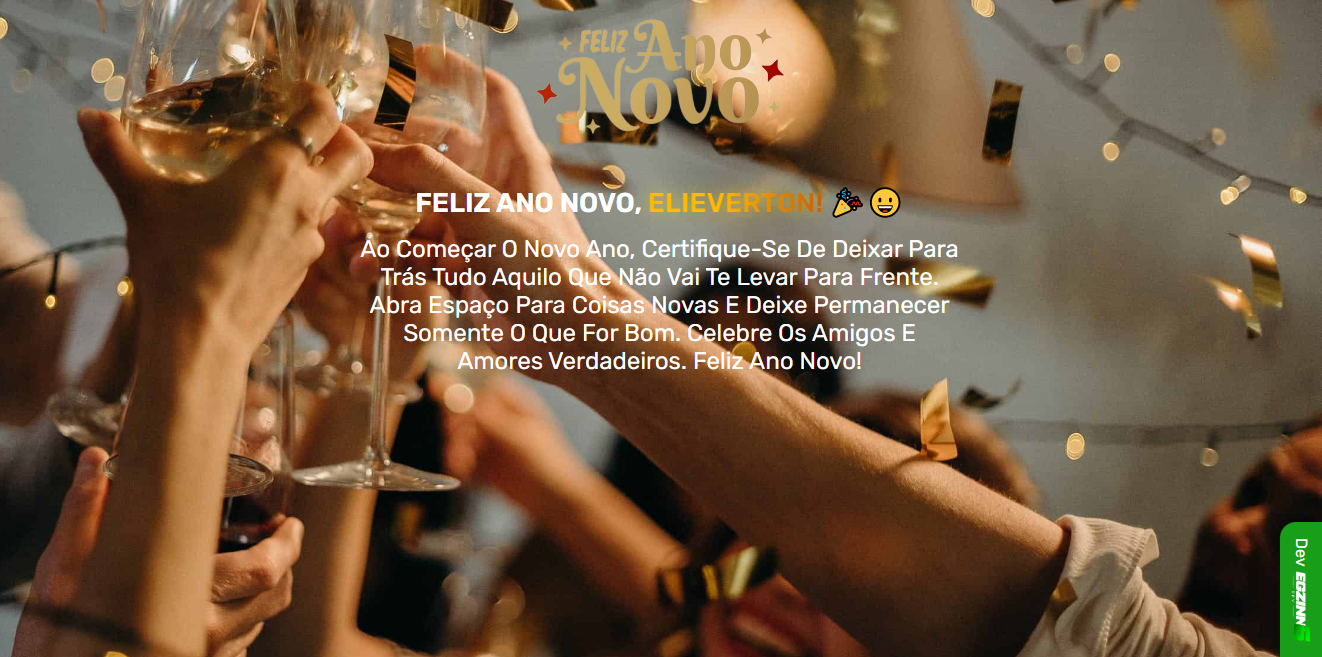 FELIZ Ano
Novo
FELIZ ANO NOVO, ELIEVERTON! 🎉😀
Ao Começar O Novo Ano, Certifique-Se De Deixar Para
Trás Tudo Aquilo Que Não Vai Te Levar Para Frente.
Abra Espaço Para Coisas Novas E Deixe Permanecer
Somente O Que For Bom. Celebre Os Amigos E
Amores Verdadeiros. Feliz Ano Novo!
Dev EGZINN